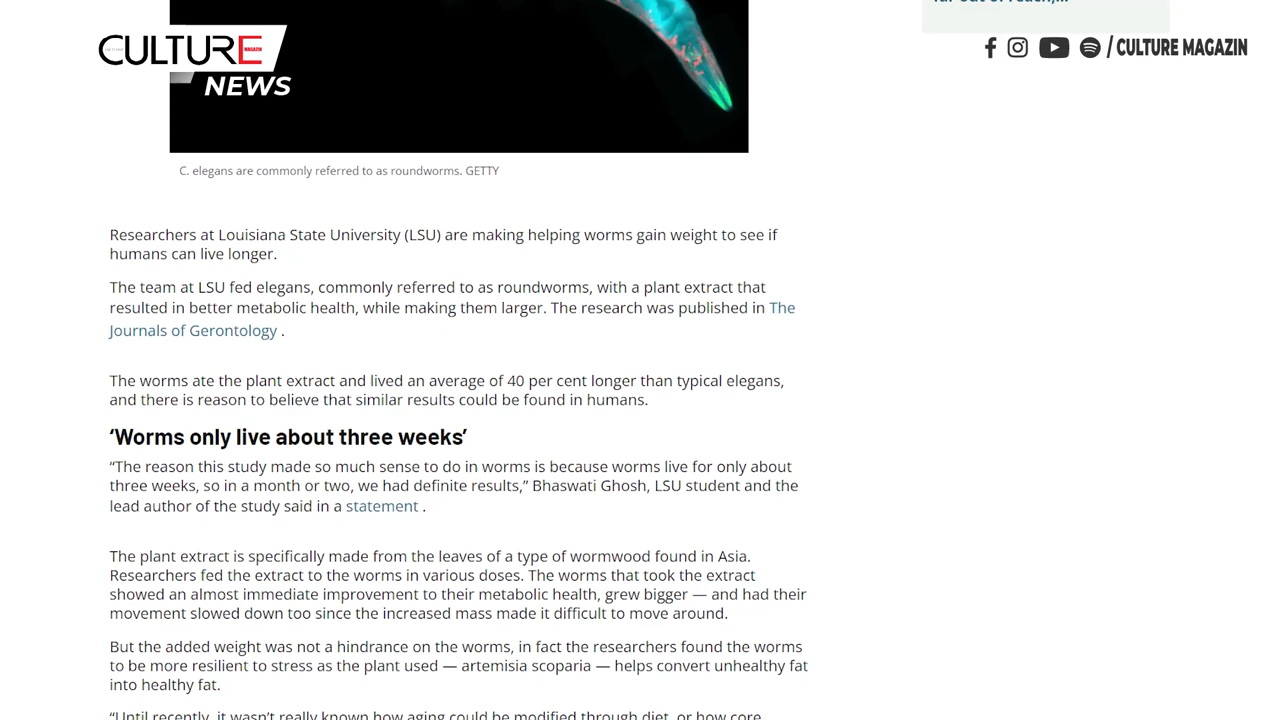 far out of reach,...
CULTURE
MAGAZIN
NEWS
/ CULTURE MAGAZIN
C. elegans are commonly referred to as roundworms. GETTY
Researchers at Louisiana State University (LSU) are making helping worms gain weight to see if
humans can live longer.
The team at LSU fed elegans, commonly referred to as roundworms, with a plant extract that
resulted in better metabolic health, while making them larger. The research was published in The
Journals of Gerontology .
The worms ate the plant extract and lived an average of 40 per cent longer than typical elegans,
and there is reason to believe that similar results could be found in humans.
‘Worms only live about three weeks’
“The reason this study made so much sense to do in worms is because worms live for only about
three weeks, so in a month or two, we had definite results,” Bhaswati Ghosh, LSU student and the
lead author of the study said in a statement .
The plant extract is specifically made from the leaves of a type of wormwood found in Asia.
Researchers fed the extract to the worms in various doses. The worms that took the extract
showed an almost immediate improvement to their metabolic health, grew bigger — and had their
movement slowed down too since the increased mass made it difficult to move around.
But the added weight was not a hindrance on the worms, in fact the researchers found the worms
to be more resilient to stress as the plant used — artemisia scoparia — helps convert unhealthy fat
into healthy fat.
“Until recently, it wasn’t really known how aging could be modified through diet, or how core